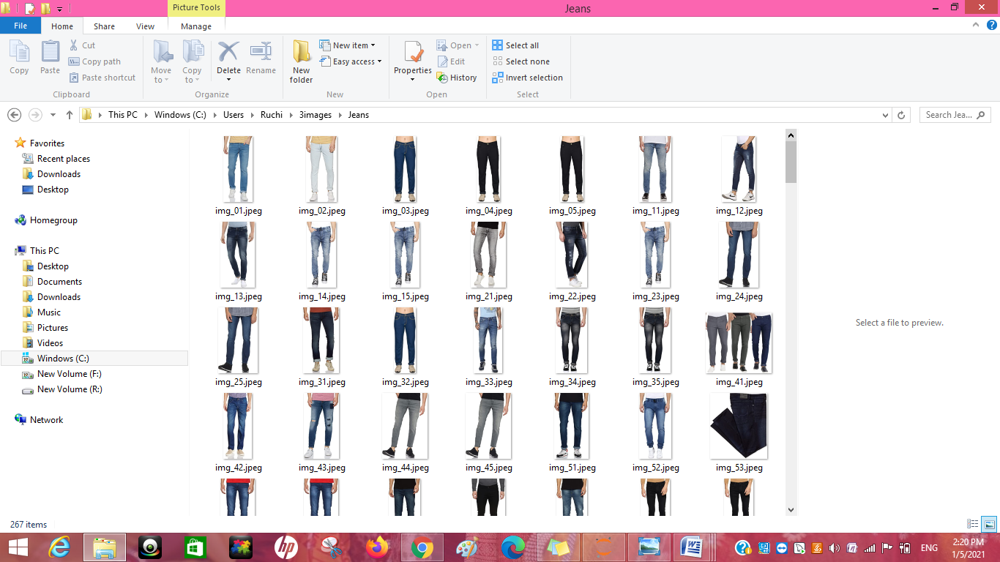 Picture Tools
Jeans
File Home Share View Manage
Copy
Paste
Cut
Copy path
Paste shortcut
Clipboard
Move to
Copy to
Delete
Rename
Organize
New folder
New item
Easy access
New
Properties
Open
Edit
History
Open
Select all
Select none
Invert selection
Select
This PC Windows (C:) Users Ruchi 3images Jeans
Search Jea...
Favorites
Recent places
Downloads
Desktop
Homegroup
This PC
Desktop
Documents
Downloads
Music
Pictures
Videos
Windows (C:)
New Volume (F:)
New Volume (R:)
Network
img_01.jpeg img_02.jpeg img_03.jpeg img_04.jpeg img_05.jpeg img_11.jpeg img_12.jpeg
img_13.jpeg img_14.jpeg img_15.jpeg img_21.jpeg img_22.jpeg img_23.jpeg img_24.jpeg
img_25.jpeg img_31.jpeg img_32.jpeg img_33.jpeg img_34.jpeg img_35.jpeg img_41.jpeg
img_42.jpeg img_43.jpeg img_44.jpeg img_45.jpeg img_51.jpeg img_52.jpeg img_53.jpeg
Select a file to preview.
267 items
hp
ENG
2:20 PM
1/5/2021